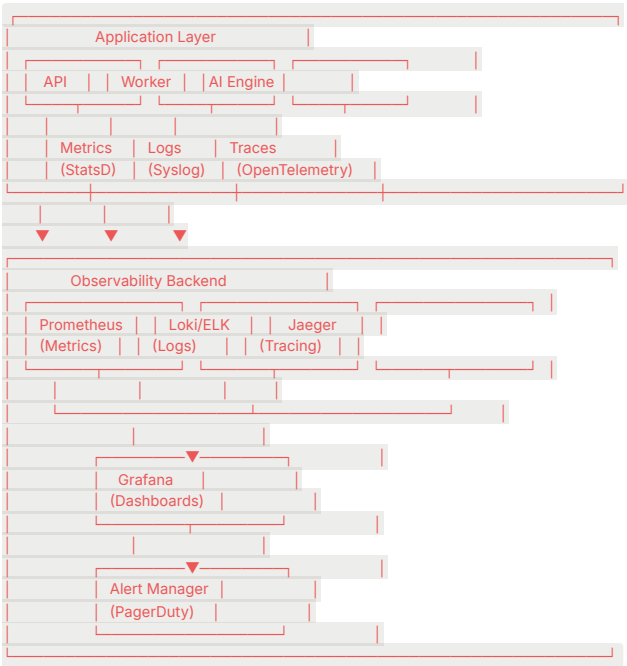 Application Layer
API Worker AI Engine
Metrics Logs Traces
(StatsD) (Syslog) (OpenTelemetry)
Observability Backend
Prometheus Loki/ELK Jaeger
(Metrics) (Logs) (Tracing)
Grafana
(Dashboards)
Alert Manager
(PagerDuty)